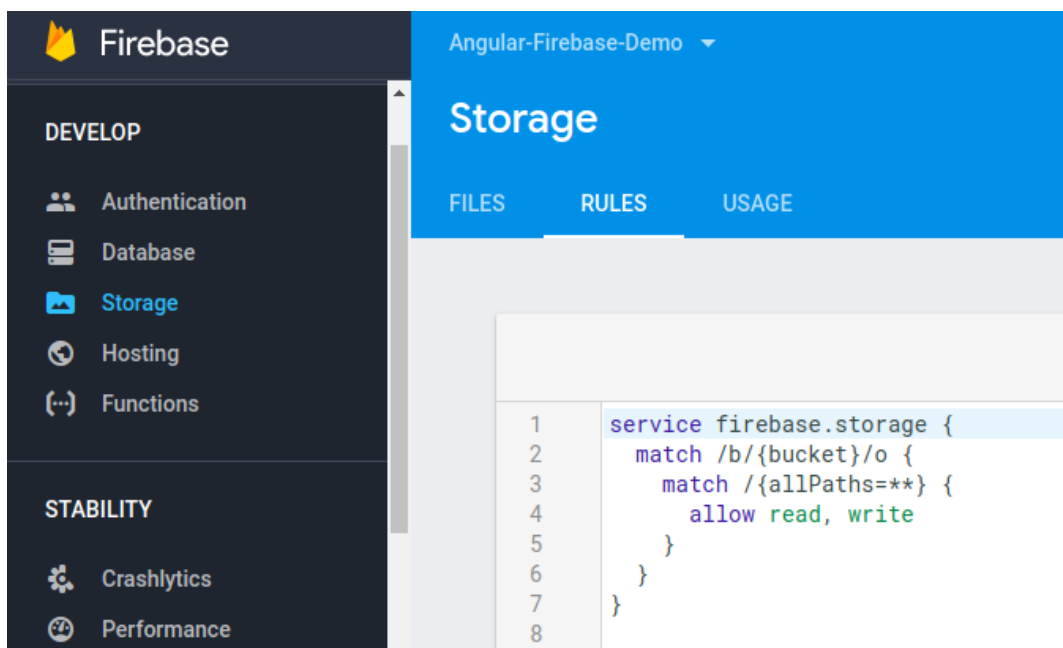 Firebase
DEVELOP
Authentication
Database
Storage
Hosting
Functions
STABILITY
Crashlytics
Performance
Angular-Firebase-Demo
Storage
FILES RULES USAGE
1 service firebase.storage {
2   match /b/{bucket}/o {
3     match /{allPaths=**} {
4       allow read, write
5     }
6   }
7 }
8